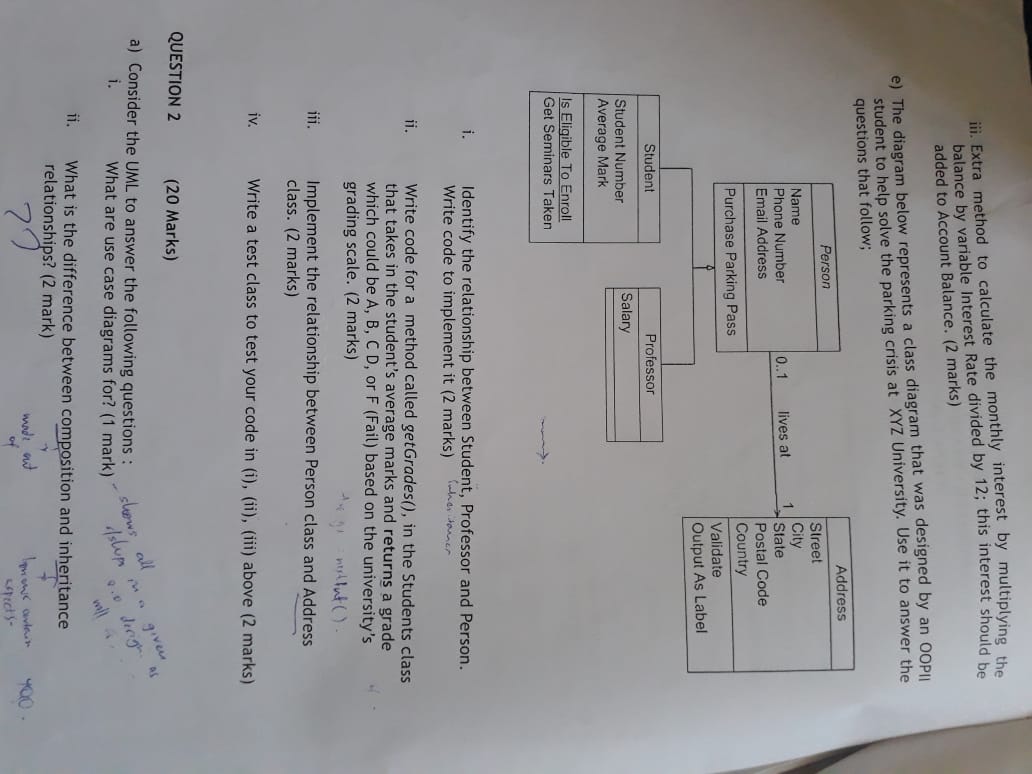 iii. Extra method to calculate the monthly interest by multiplying the
balance by variable Interest Rate divided by 12; this interest should be
added to Account Balance. (2 marks)
e) The diagram below represents a class diagram that was designed by an OOPII
student to help solve the parking crisis at XYZ University. Use it to answer the
questions that follow;
Person
Name
Phone Number
Email Address
Purchase Parking Pass
0..1 lives at 1
Address
Street
City
State
Postal Code
Country
Validate
Output As Label
Student
Student Number
Average Mark
Is Eligible To Enroll
Get Seminars Taken
Professor
Salary
i. Identify the relationship between Student, Professor and Person.
Write code to implement it (2 marks)
ii. Write code for a method called getGrades(), in the Students class
that takes in the student's average marks and returns a grade
which could be A, B, C D, or F (Fail) based on the university's
grading scale. (2 marks)
iii. Implement the relationship between Person class and Address
class. (2 marks)
iv. Write a test class to test your code in (i), (ii), (iii) above (2 marks)
QUESTION 2 (20 Marks)
a) Consider the UML to answer the following questions :
i. What are use case diagrams for? (1 mark) - shows all in a given
as
ii. What is the difference between composition and inheritance
relationships? (2 mark)
??
made out
of